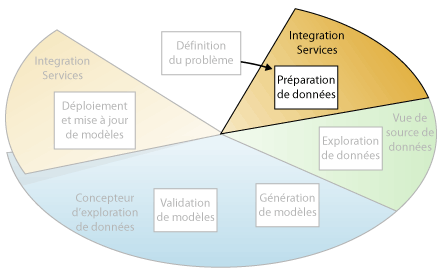 Définition
du problème
Integration
Services
Préparation
de données
Vue de
source de
données
Exploration
de données
Génération
de modèles
Validation
de modèles
Concepteur
d'exploration
de données
Integration
Services
Déploiement
et mise à jour
de modèles